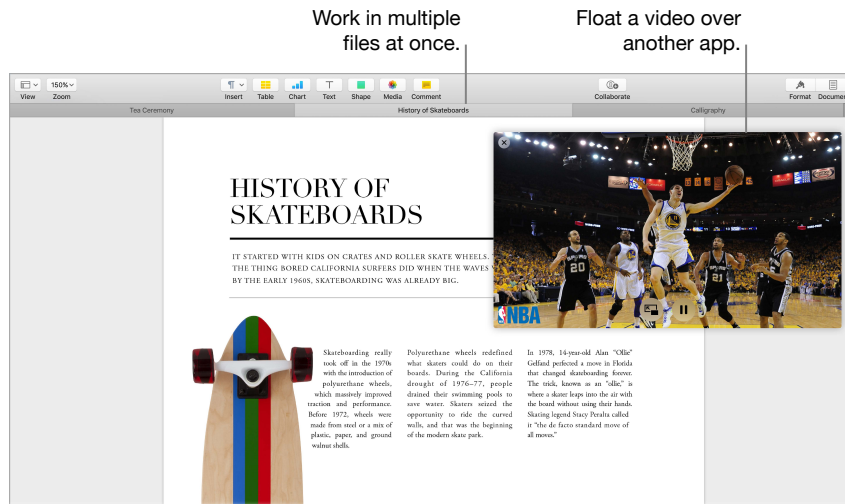 Work in multiple
files at once.
Float a video over
another app.
150%
View
Zoom
Insert
Table
Chart
Text
Shape
Media
Comment
Collaborate
Format
Tea Ceremony
History of Skateboards
Calligraphy
HISTORY OF
SKATEBOARDS
IT STARTED WITH KIDS ON CRATES AND ROLLER SKATE WHEELS.
THE THING BORED CALIFORNIA SURFERS DID WHEN THE WAVES
BY THE EARLY 1960S, SKATEBOARDING WAS ALREADY BIG.
20
21
NBA
Skateboarding really
took off in the 1970s
with the introduction of
polyurethane wheels,
which massively improved
traction and performance.
Before 1972, wheels were
made from steel or a mix of
plastic, paper, and ground
walnut shells.
Polyurethane wheels redefined
what skaters could do on their
boards. During the California
drought of 1976–77, people
drained their swimming pools to
save water. Skaters seized the
opportunity to ride the curved
walls, and that was the beginning
of the modern skate park.
In 1978, 14-year-old Alan “Ollie”
Gelfand perfected a move in Florida
that changed skateboarding forever.
The trick, known as an “ollie,” is
where a skater leaps into the air with
the board without using their hands.
Skating legend Stacy Peralta called
it “the de facto standard move of
all moves.”